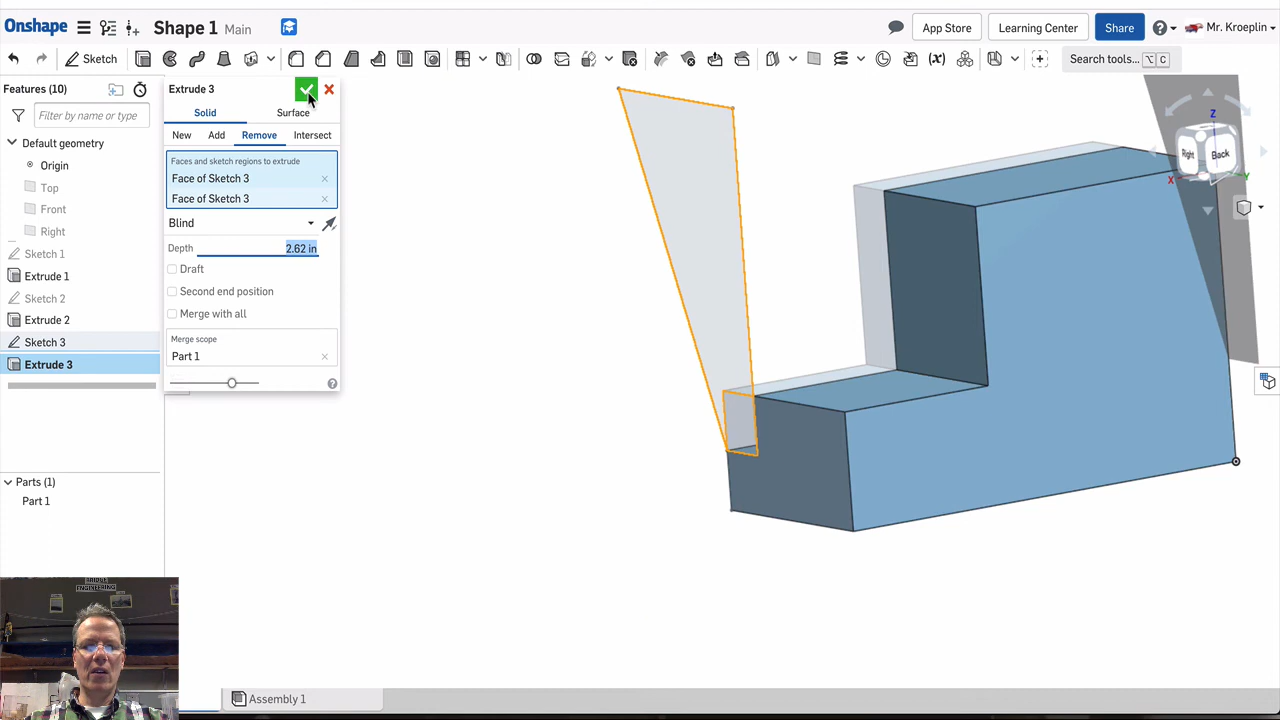 Onshape
Shape 1 Main
App Store
Learning Center
Share
Mr. Kroeplin
Sketch
Search tools...
⌥ C
Features (10)
Filter by name or type
Default geometry
Origin
Top
Front
Right
Sketch 1
Extrude 1
Sketch 2
Extrude 2
Sketch 3
Extrude 3
Parts (1)
Part 1
Extrude 3
Solid
Surface
New
Add
Remove
Intersect
Faces and sketch regions to extrude
Face of Sketch 3
Face of Sketch 3
Blind
Depth
2.62 in
Draft
Second end position
Merge with all
Merge scope
Part 1
Z
Right
Back
X
Y
BRIDGE
ENGINEERING
Assembly 1